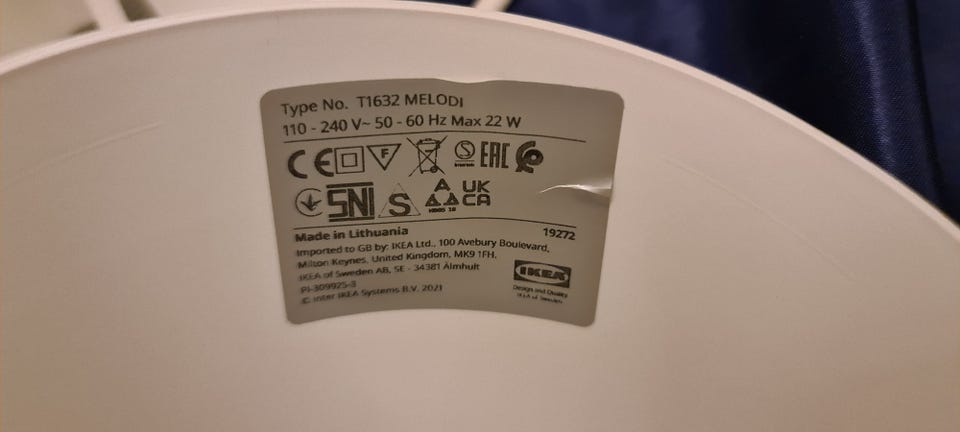 Type No. T1632 MELODI
110 - 240 V~ 50 - 60 Hz Max 22 W
CE F S EAC
SNI S A UK CA
Made in Lithuania 19272
Imported to GB by: IKEA Ltd., 100 Avebury Boulevard,
Milton Keynes, United Kingdom, MK9 1FH.
IKEA of Sweden AB, SE - 34381 Älmhult
PI-309925-3
© Inter IKEA Systems B.V. 2021
IKEA
Design and Quality
IKEA of Sweden